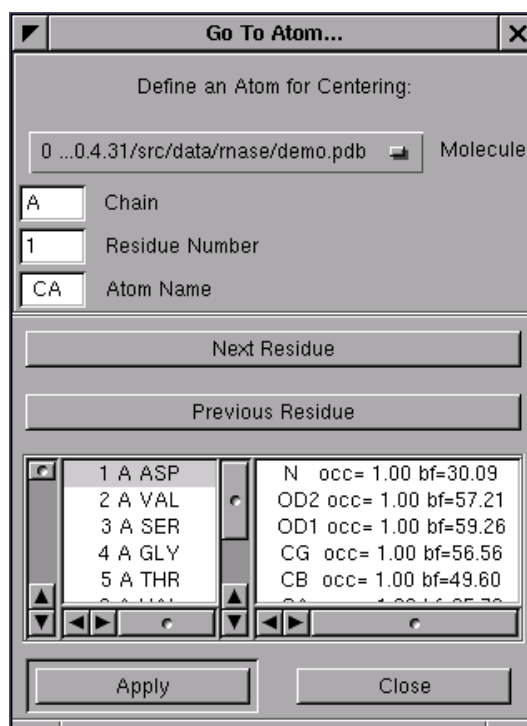 Go To Atom...
Define an Atom for Centering:
0 ...0.4.31/src/data/rnase/demo.pdb Molecule
A Chain
1 Residue Number
CA Atom Name
Next Residue
Previous Residue
1 A ASP
2 A VAL
3 A SER
4 A GLY
5 A THR
N occ= 1.00 bf=30.09
OD2 occ= 1.00 bf=57.21
OD1 occ= 1.00 bf=59.26
CG occ= 1.00 bf=56.56
CB occ= 1.00 bf=49.60
Apply
Close